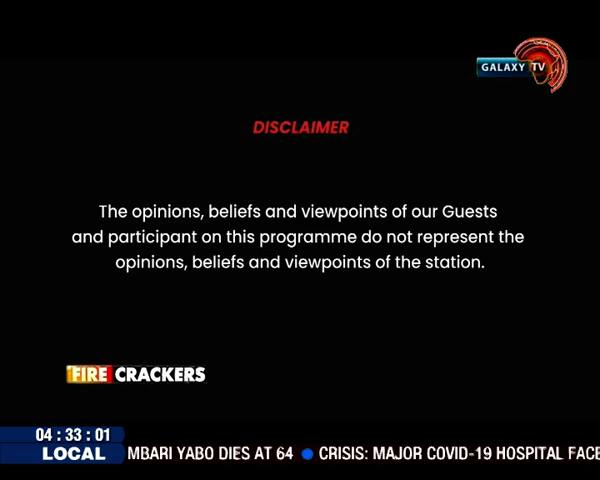 GALAXY TV
DISCLAIMER
The opinions, beliefs and viewpoints of our Guests
and participant on this programme do not represent the
opinions, beliefs and viewpoints of the station.
FIRE CRACKERS
04 : 33 : 01
LOCAL MBARI YABO DIES AT 64 CRISIS: MAJOR COVID-19 HOSPITAL FACE